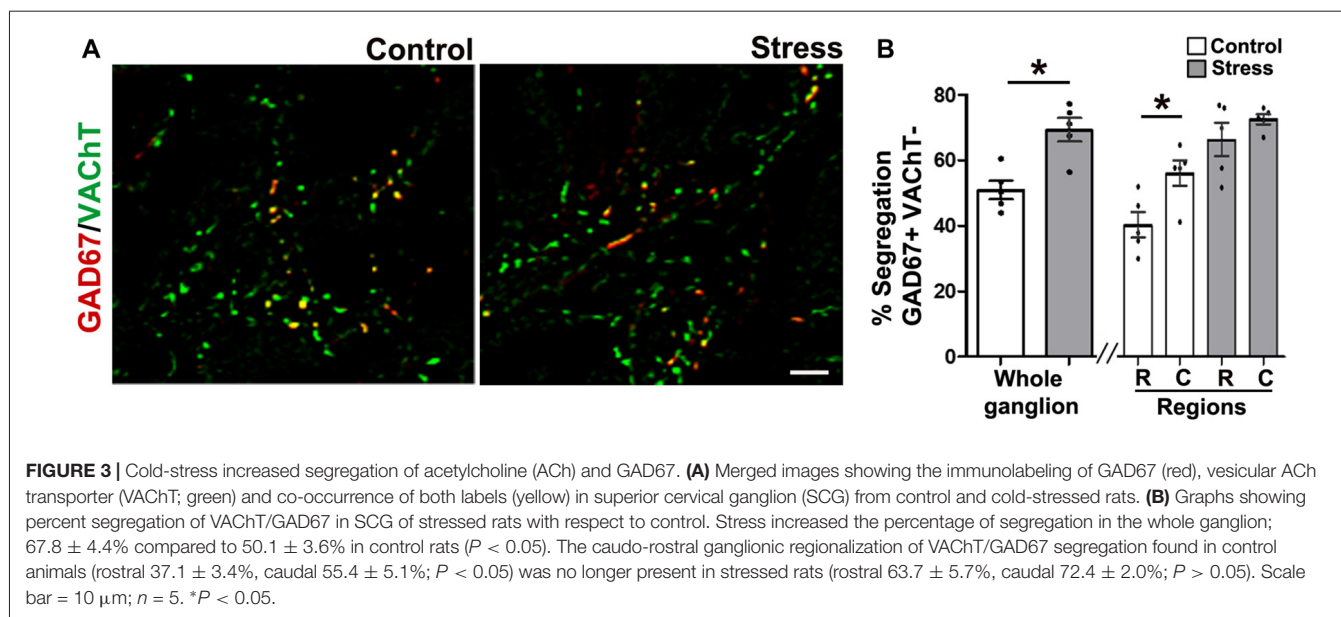 A
Control
Stress
GAD67/VAChT
B
Control
Stress
% Segregation
GAD67+ VAChT-
80
60
40
20
0
*
*
Whole
ganglion
//
R C R C
Regions
FIGURE 3 | Cold-stress increased segregation of acetylcholine (ACh) and GAD67. (A) Merged images showing the immunolabeling of GAD67 (red), vesicular ACh
transporter (VAChT; green) and co-occurrence of both labels (yellow) in superior cervical ganglion (SCG) from control and cold-stressed rats. (B) Graphs showing
percent segregation of VAChT/GAD67 in SCG of stressed rats with respect to control. Stress increased the percentage of segregation in the whole ganglion;
67.8 ± 4.4% compared to 50.1 ± 3.6% in control rats (P < 0.05). The caudo-rostral ganglionic regionalization of VAChT/GAD67 segregation found in control
animals (rostral 37.1 ± 3.4%, caudal 55.4 ± 5.1%; P < 0.05) was no longer present in stressed rats (rostral 63.7 ± 5.7%, caudal 72.4 ± 2.0%; P > 0.05). Scale
bar = 10 μm; n = 5. *P < 0.05.